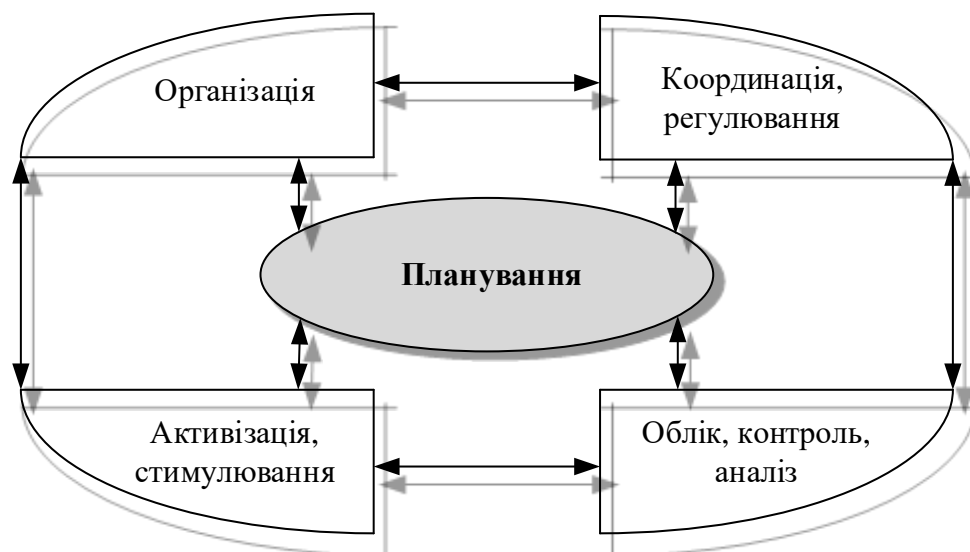 Організація
Координація,
регулювання
Планування
Активізація,
стимулювання
Облік, контроль,
аналіз